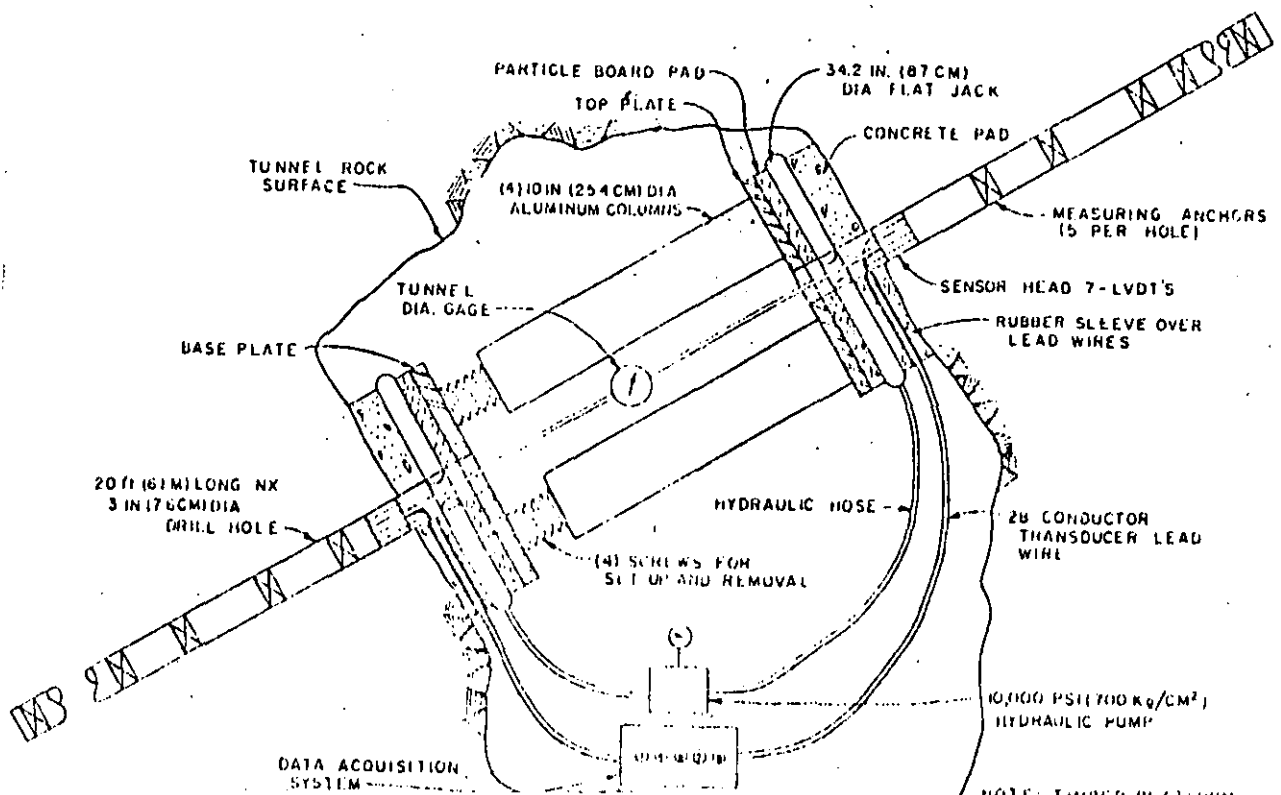 PARTICLE BOARD PAD
34.2 IN. (87 CM)
DIA FLAT JACK
TOP PLATE
CONCRETE PAD
TUNNEL ROCK
SURFACE
(4) 10 IN (25.4 CM) DIA
ALUMINUM COLUMNS
MEASURING ANCHORS
(5 PER HOLE)
TUNNEL
DIA. GAGE
SENSOR HEAD 7-LVDT'S
RUBBER SLEEVE OVER
LEAD WIRES
BASE PLATE
20 ft (6 M) LONG NX
3 IN (7.6 CM) DIA
DRILL HOLE
HYDRAULIC HOSE
28 CONDUCTOR
TRANSDUCER LEAD
WIRE
(4) SCREWS FOR
SET UP AND REMOVAL
10,000 PSI (700 Kg/CM²)
HYDRAULIC PUMP
DATA ACQUISITION
SYSTEM
NOTE: TIMBER